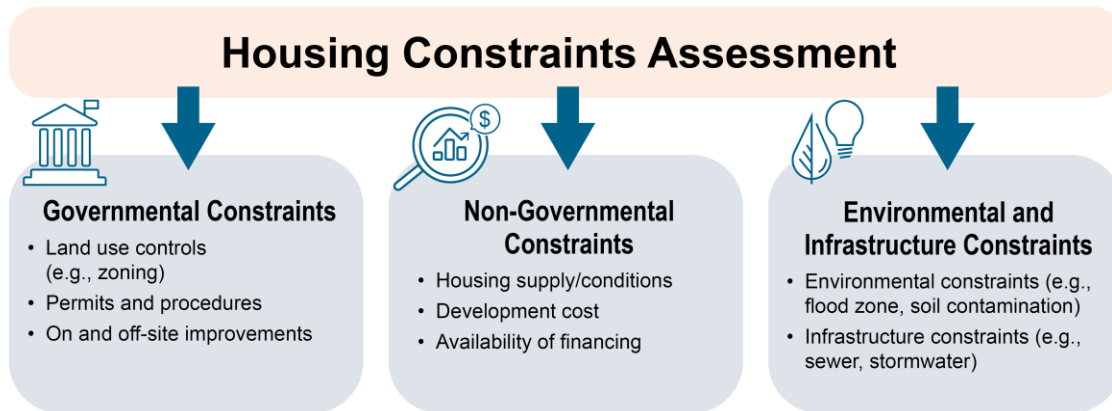 Housing Constraints Assessment
$
Governmental Constraints
• Land use controls
(e.g., zoning)
• Permits and procedures
• On and off-site improvements
Non-Governmental
Constraints
• Housing supply/conditions
• Development cost
• Availability of financing
Environmental and
Infrastructure Constraints
• Environmental constraints (e.g.,
flood zone, soil contamination)
• Infrastructure constraints (e.g.,
sewer, stormwater)